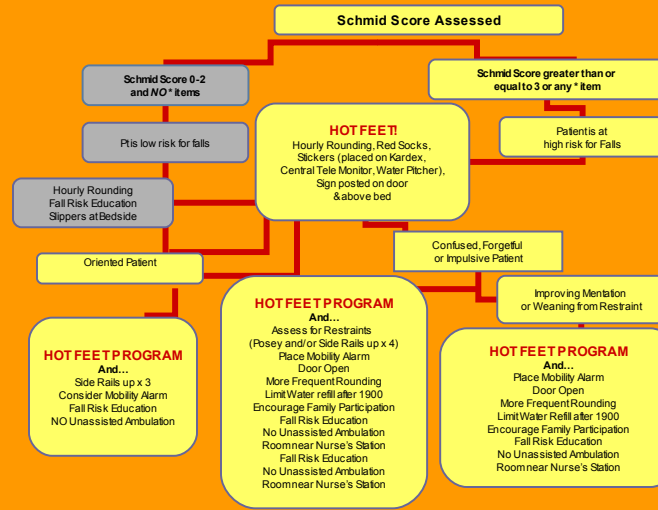 Schmid Score Assessed
Schmid Score 0-2
and NO * items
Schmid Score greater than or
equal to 3 or any * item
Pt is low risk for falls
HOT FEET!
Hourly Rounding, Red Socks,
Stickers (placed on Kardex,
Central Tele Monitor, Water Pitcher),
Sign posted on door
& above bed
Patient is at
high risk for Falls
Hourly Rounding
Fall Risk Education
Slippers at Bedside
Oriented Patient
Confused, Forgetful
or Impulsive Patient
Improving Mentation
or Weaning from Restraint
HOT FEET PROGRAM
And...
Side Rails up x 3
Consider Mobility Alarm
Fall Risk Education
NO Unassisted Ambulation
HOT FEET PROGRAM
And...
Assess for Restraints
(Posey and/or Side Rails up x 4)
Place Mobility Alarm
Door Open
More Frequent Rounding
Limit Water refill after 1900
Encourage Family Participation
Fall Risk Education
No Unassisted Ambulation
Room near Nurse's Station
Fall Risk Education
No Unassisted Ambulation
Room near Nurse's Station
HOT FEET PROGRAM
And...
Place Mobility Alarm
Door Open
More Frequent Rounding
Limit Water Refill after 1900
Encourage Family Participation
Fall Risk Education
No Unassisted Ambulation
Room near Nurse's Station